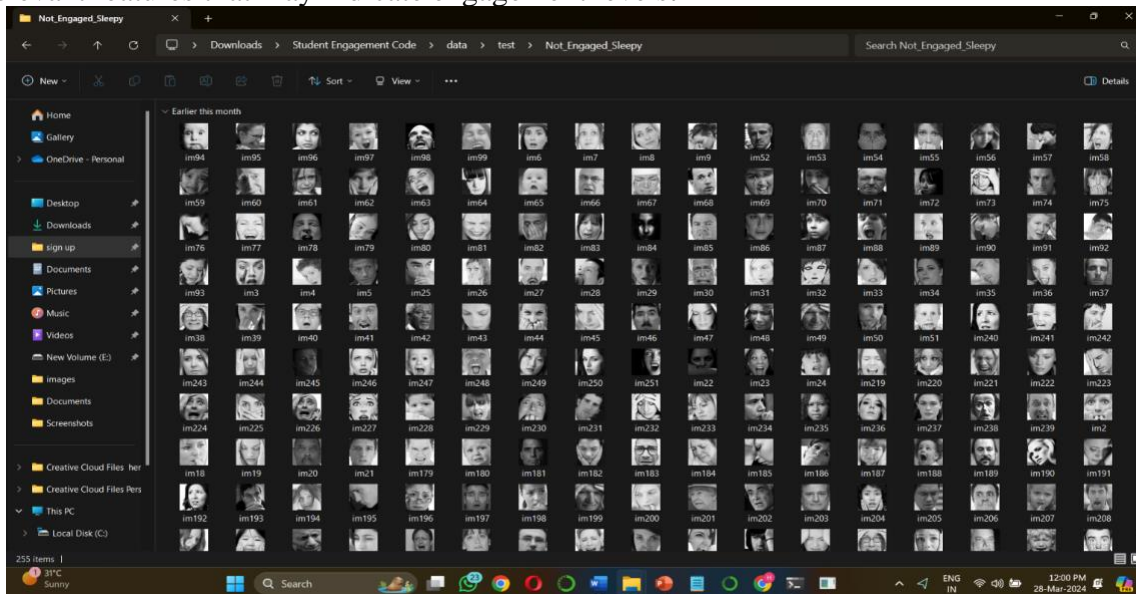 Not_Engaged_Sleepy
Downloads > Student Engagement Code > data > test > Not_Engaged_Sleepy
Search Not_Engaged_Sleepy
New Sort View ... Details
Home
Gallery
OneDrive - Personal
Desktop
Downloads
sign up
Documents
Pictures
Music
Videos
New Volume (E:)
images
Documents
Screenshots
Creative Cloud Files her
Creative Cloud Files Pers
This PC
Local Disk (C:)
Earlier this month
im94 im95 im96 im97 im98 im99 im6 im7 im8 im9 im52 im53 im54 im55 im56 im57 im58
im59 im60 im61 im62 im63 im64 im65 im66 im67 im68 im69 im70 im71 im72 im73 im74 im75
im76 im77 im78 im79 im80 im81 im82 im83 im84 im85 im86 im87 im88 im89 im90 im91 im92
im93 im3 im4 im5 im25 im26 im27 im28 im29 im30 im31 im32 im33 im34 im35 im36 im37
im38 im39 im40 im41 im42 im43 im44 im45 im46 im47 im48 im49 im50 im51 im240 im241 im242
im243 im244 im245 im246 im247 im248 im249 im250 im251 im22 im23 im24 im219 im220 im221 im222 im223
im224 im225 im226 im227 im228 im229 im230 im231 im232 im233 im234 im235 im236 im237 im238 im239 im2
im18 im19 im20 im21 im179 im180 im181 im182 im183 im184 im185 im186 im187 im188 im189 im190 im191
im192 im193 im194 im195 im196 im197 im198 im199 im200 im201 im202 im203 im204 im205 im206 im207 im208
255 items
31°C
Sunny
Search
23
ENG
IN
12:00 PM
28-Mar-2024